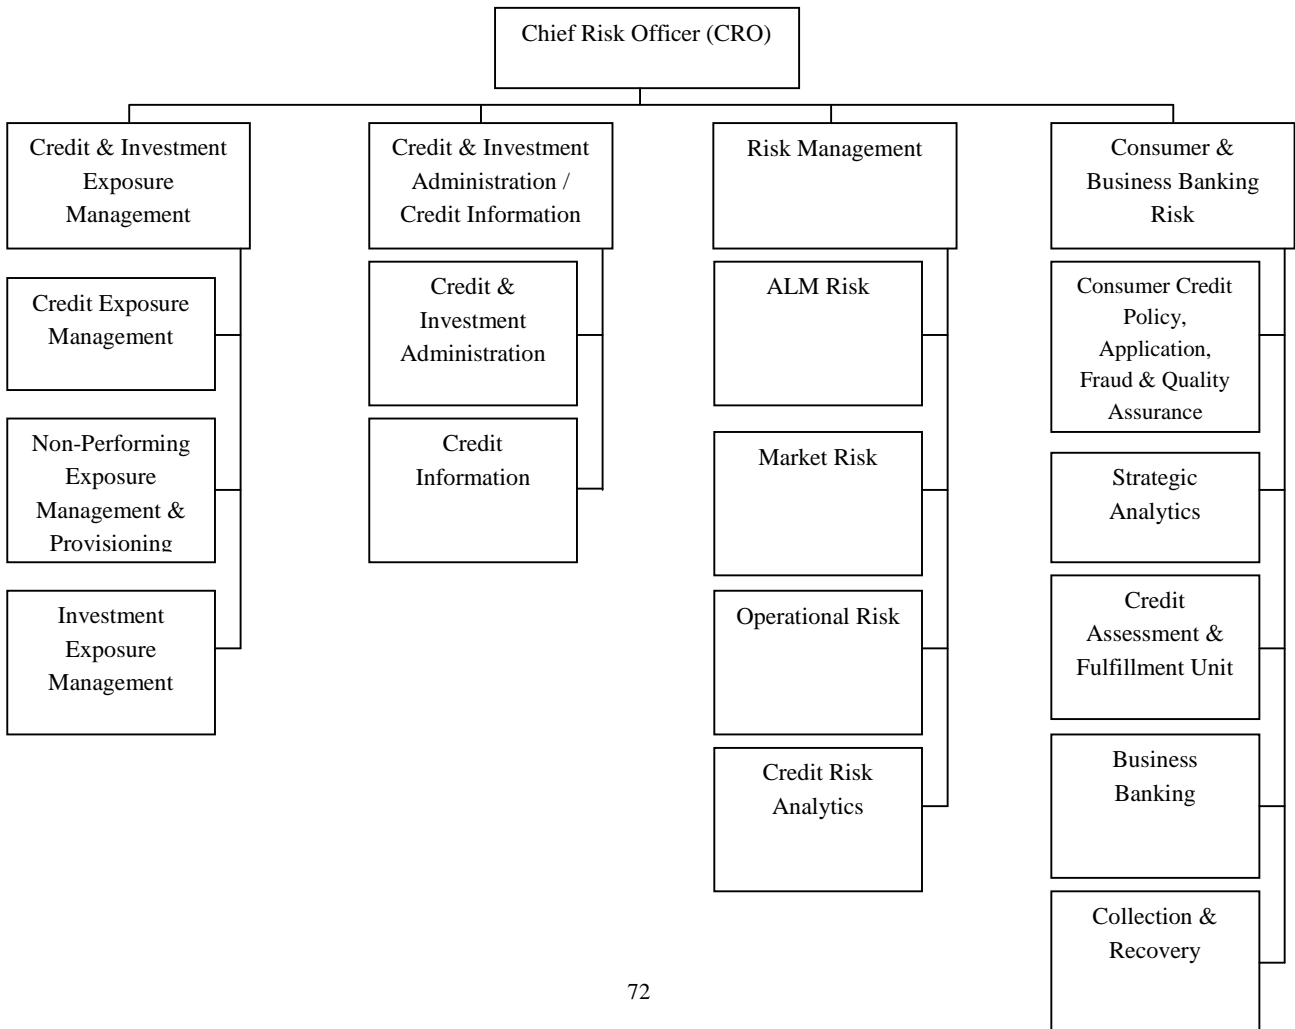 Chief Risk Officer (CRO)
Credit & Investment
Exposure
Management
Credit & Investment
Administration /
Credit Information
Risk Management
Consumer &
Business Banking
Risk
Credit Exposure
Management
Non-Performing
Exposure
Management &
Provisioning
Investment
Exposure
Management
Credit &
Investment
Administration
Credit
Information
ALM Risk
Market Risk
Operational Risk
Credit Risk
Analytics
Consumer Credit
Policy,
Application,
Fraud & Quality
Assurance
Strategic
Analytics
Credit
Assessment &
Fulfillment Unit
Business
Banking
Collection &
Recovery
72